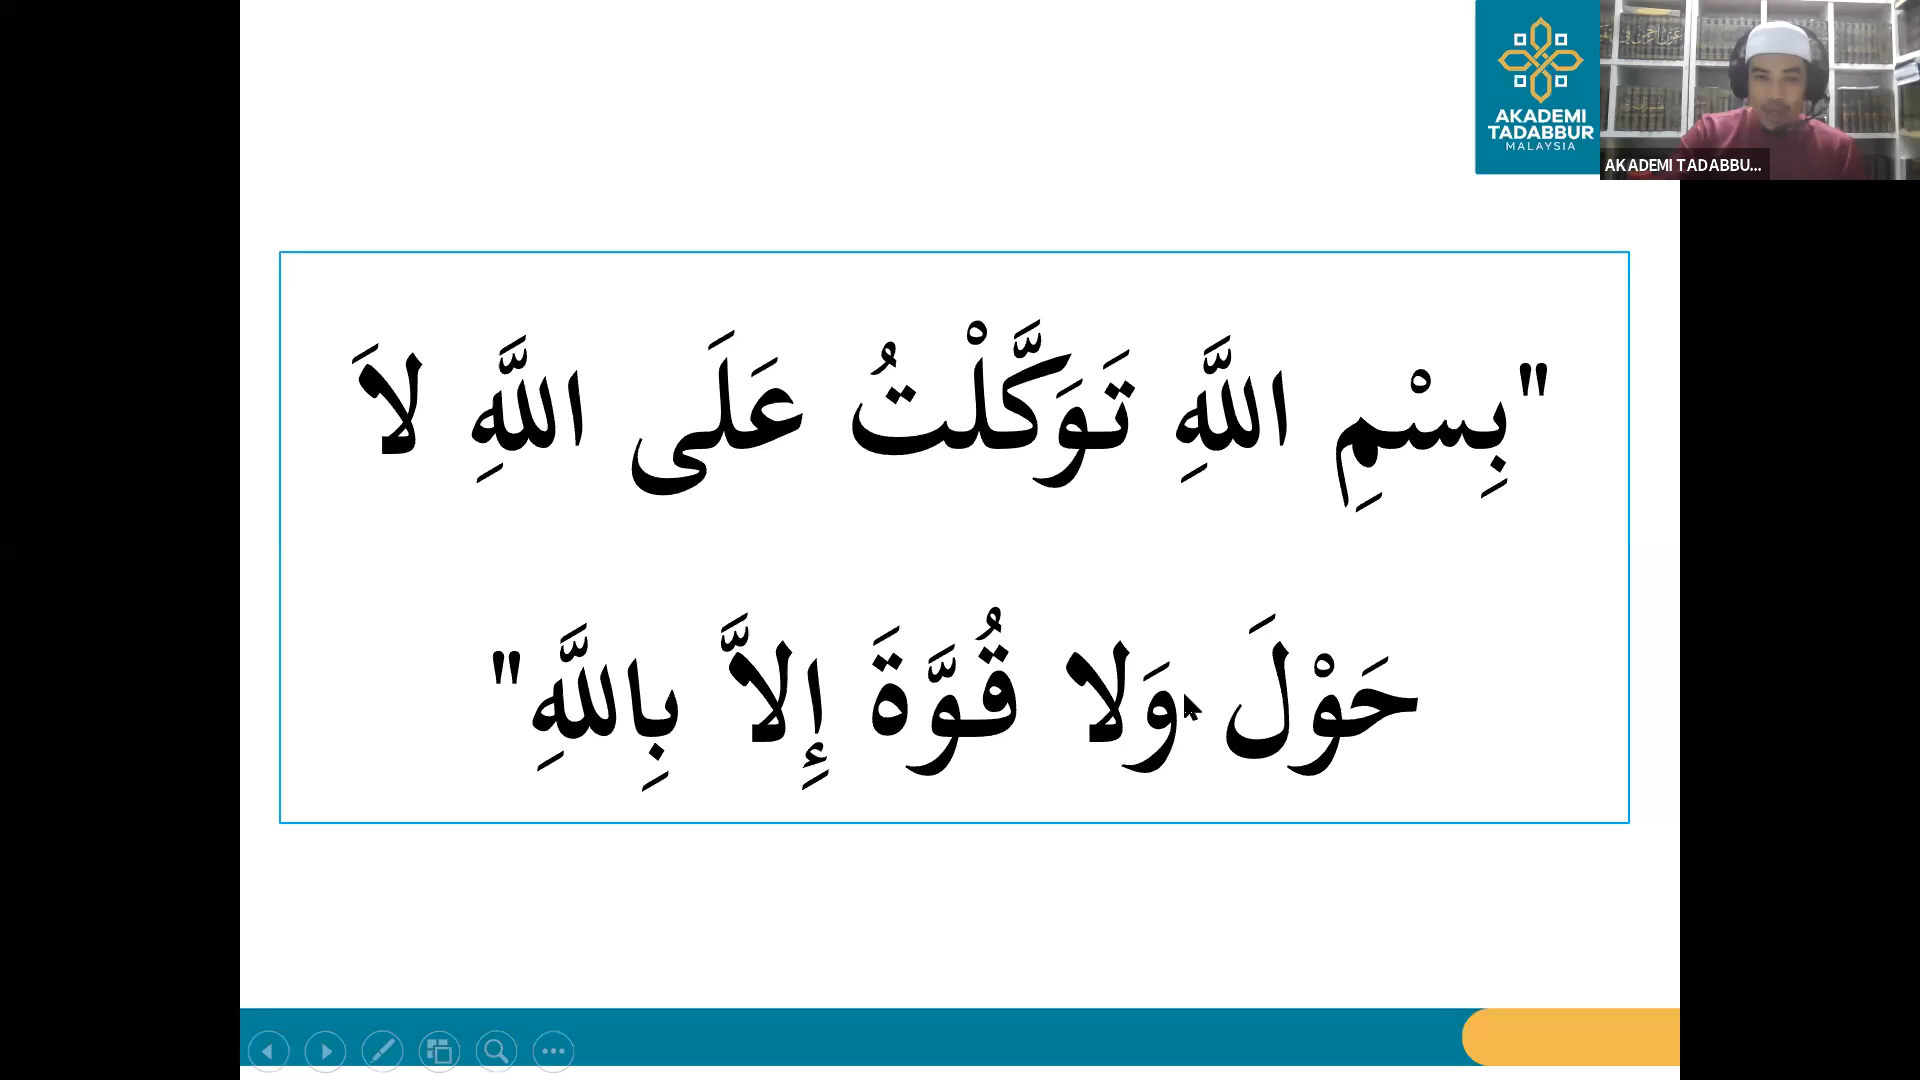 AKADEMI
TADABBUR
MALAYSIA
AKADEMI TADABBU...
"بِسْمِ اللَّهِ تَوَكَّلْتُ عَلَى اللَّهِ لاَ
حَوْلَ وَلا قُوَّةَ إِلاَّ بِاللَّهِ"